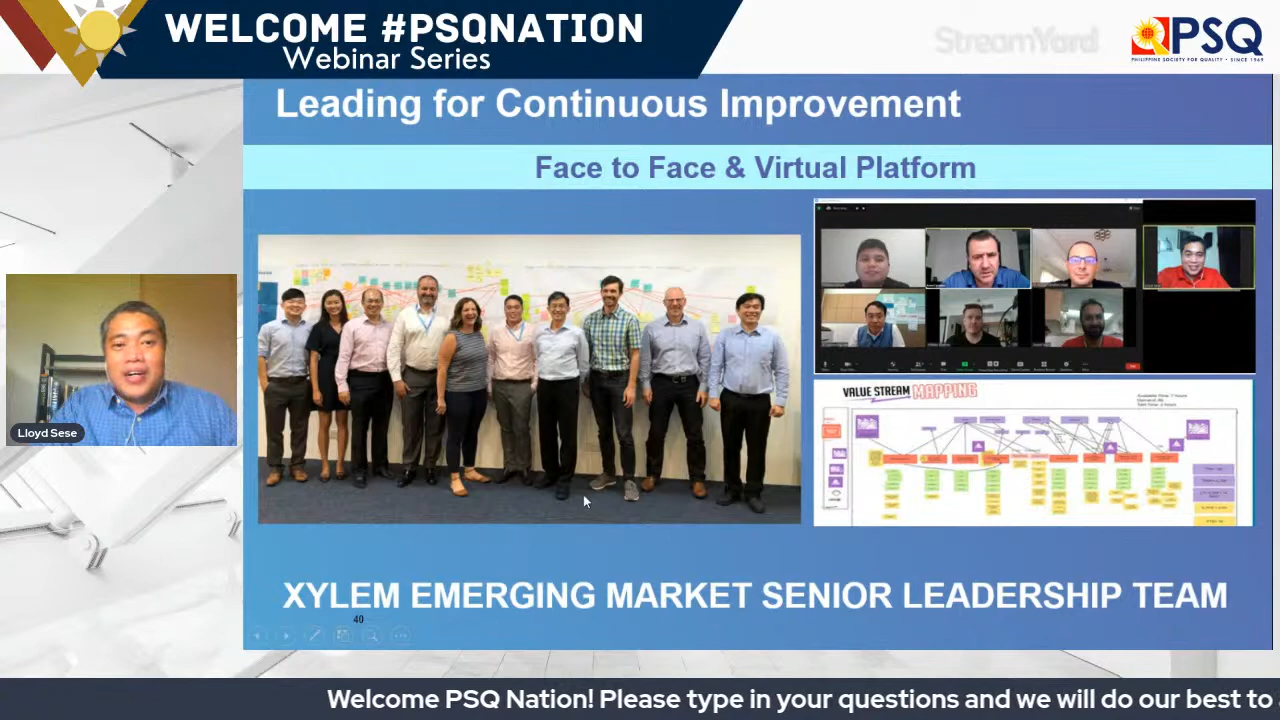 WELCOME #PSQNATION
Webinar Series
StreamYard
PSQ
PHILIPPINE SOCIETY FOR QUALITY • SINCE 1969
Leading for Continuous Improvement
Face to Face & Virtual Platform
VALUE STREAM MAPPING
Lloyd Sese
XYLEM EMERGING MARKET SENIOR LEADERSHIP TEAM
40
Welcome PSQ Nation! Please type in your questions and we will do our best to